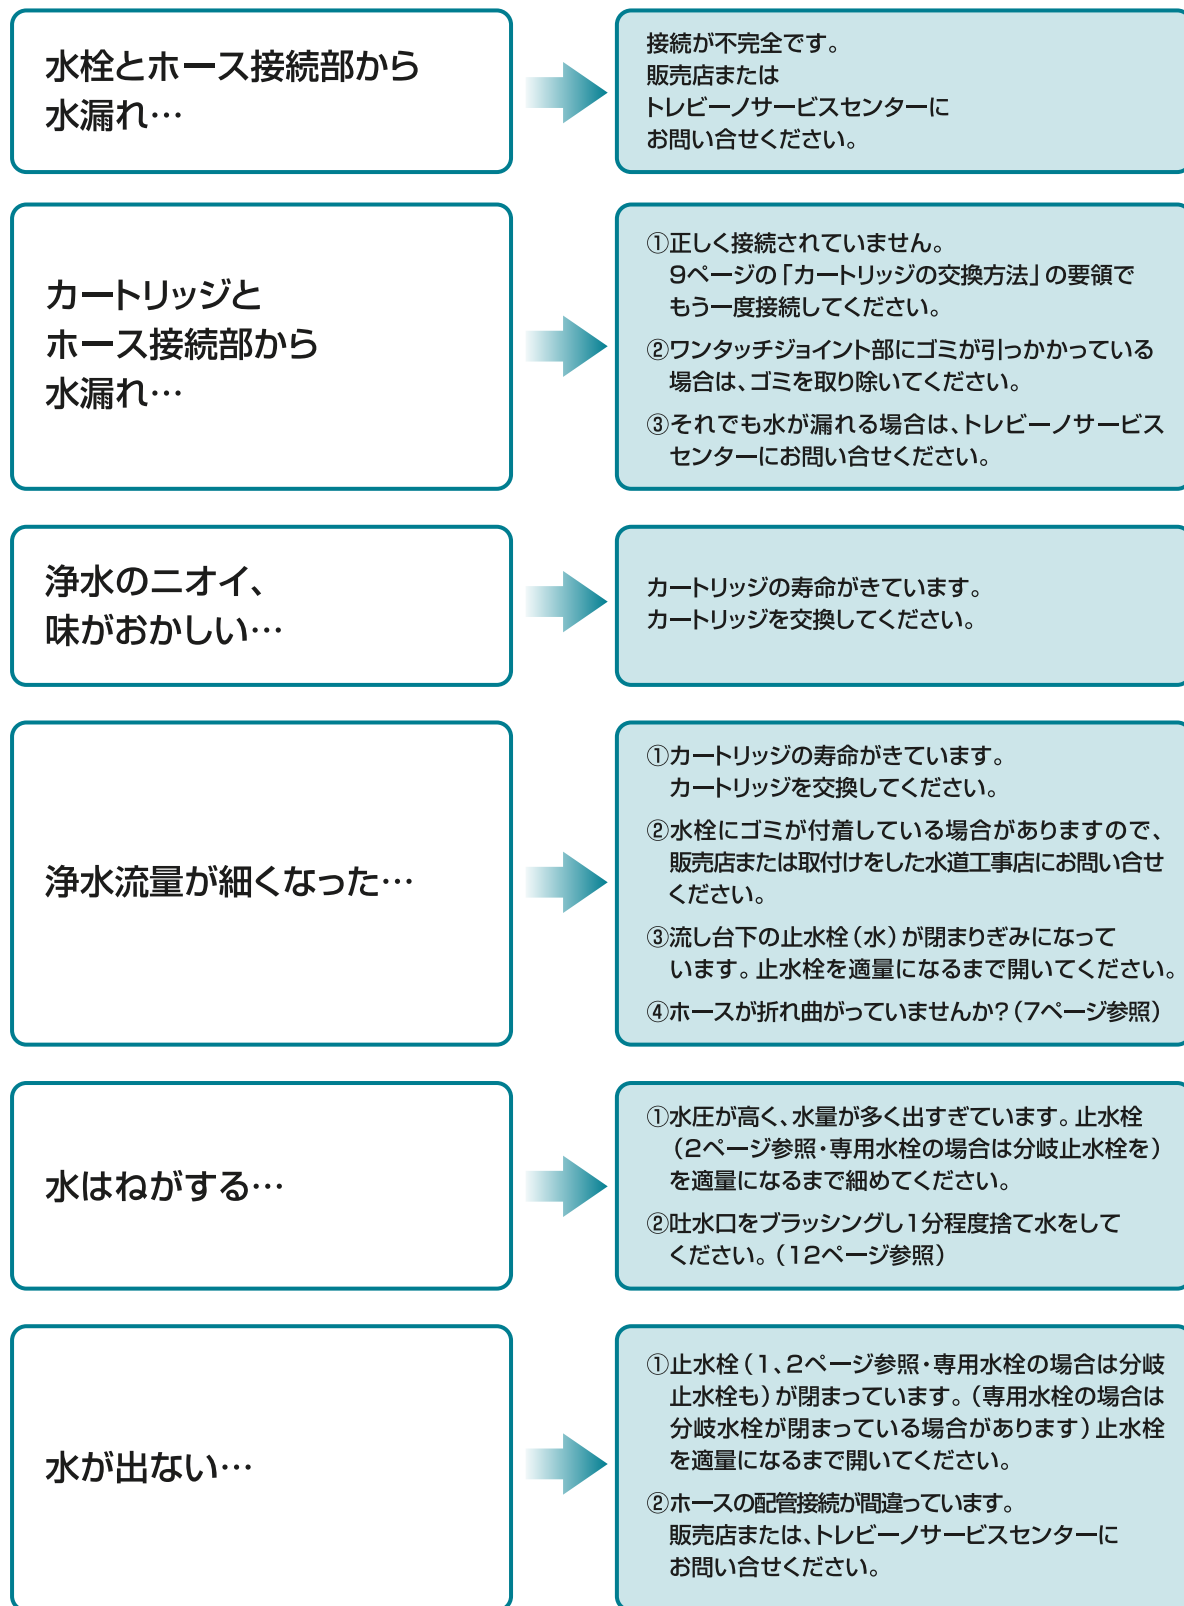 水栓とホース接続部から
水漏れ…
接続が不完全です。
販売店または
トレビーノサービスセンターに
お問い合せください。
カートリッジと
ホース接続部から
水漏れ…
①正しく接続されていません。
9ページの「カートリッジの交換方法」の要領で
もう一度接続してください。
②ワンタッチジョイント部にゴミが引っかかっている
場合は、ゴミを取り除いてください。
③それでも水が漏れる場合は、トレビーノサービス
センターにお問い合せください。
浄水のニオイ、
味がおかしい…
カートリッジの寿命がきています。
カートリッジを交換してください。
浄水流量が細くなった…
①カートリッジの寿命がきています。
カートリッジを交換してください。
②水栓にゴミが付着している場合がありますので、
販売店または取付けをした水道工事店にお問い合せ
ください。
③流し台下の止水栓（水）が閉まりぎみになって
います。止水栓を適量になるまで開いてください。
④ホースが折れ曲がっていませんか？（7ページ参照）
水はねがする…
①水圧が高く、水量が多く出すぎています。止水栓
（2ページ参照・専用水栓の場合は分岐止水栓を）
を適量になるまで細めてください。
②吐水口をブラッシングし1分程度捨て水をして
ください。（12ページ参照）
水が出ない…
①止水栓（1、2ページ参照・専用水栓の場合は分岐
止水栓も）が閉まっています。（専用水栓の場合は
分岐水栓が閉まっている場合があります）止水栓
を適量になるまで開いてください。
②ホースの配管接続が間違っています。
販売店または、トレビーノサービスセンターに
お問い合せください。